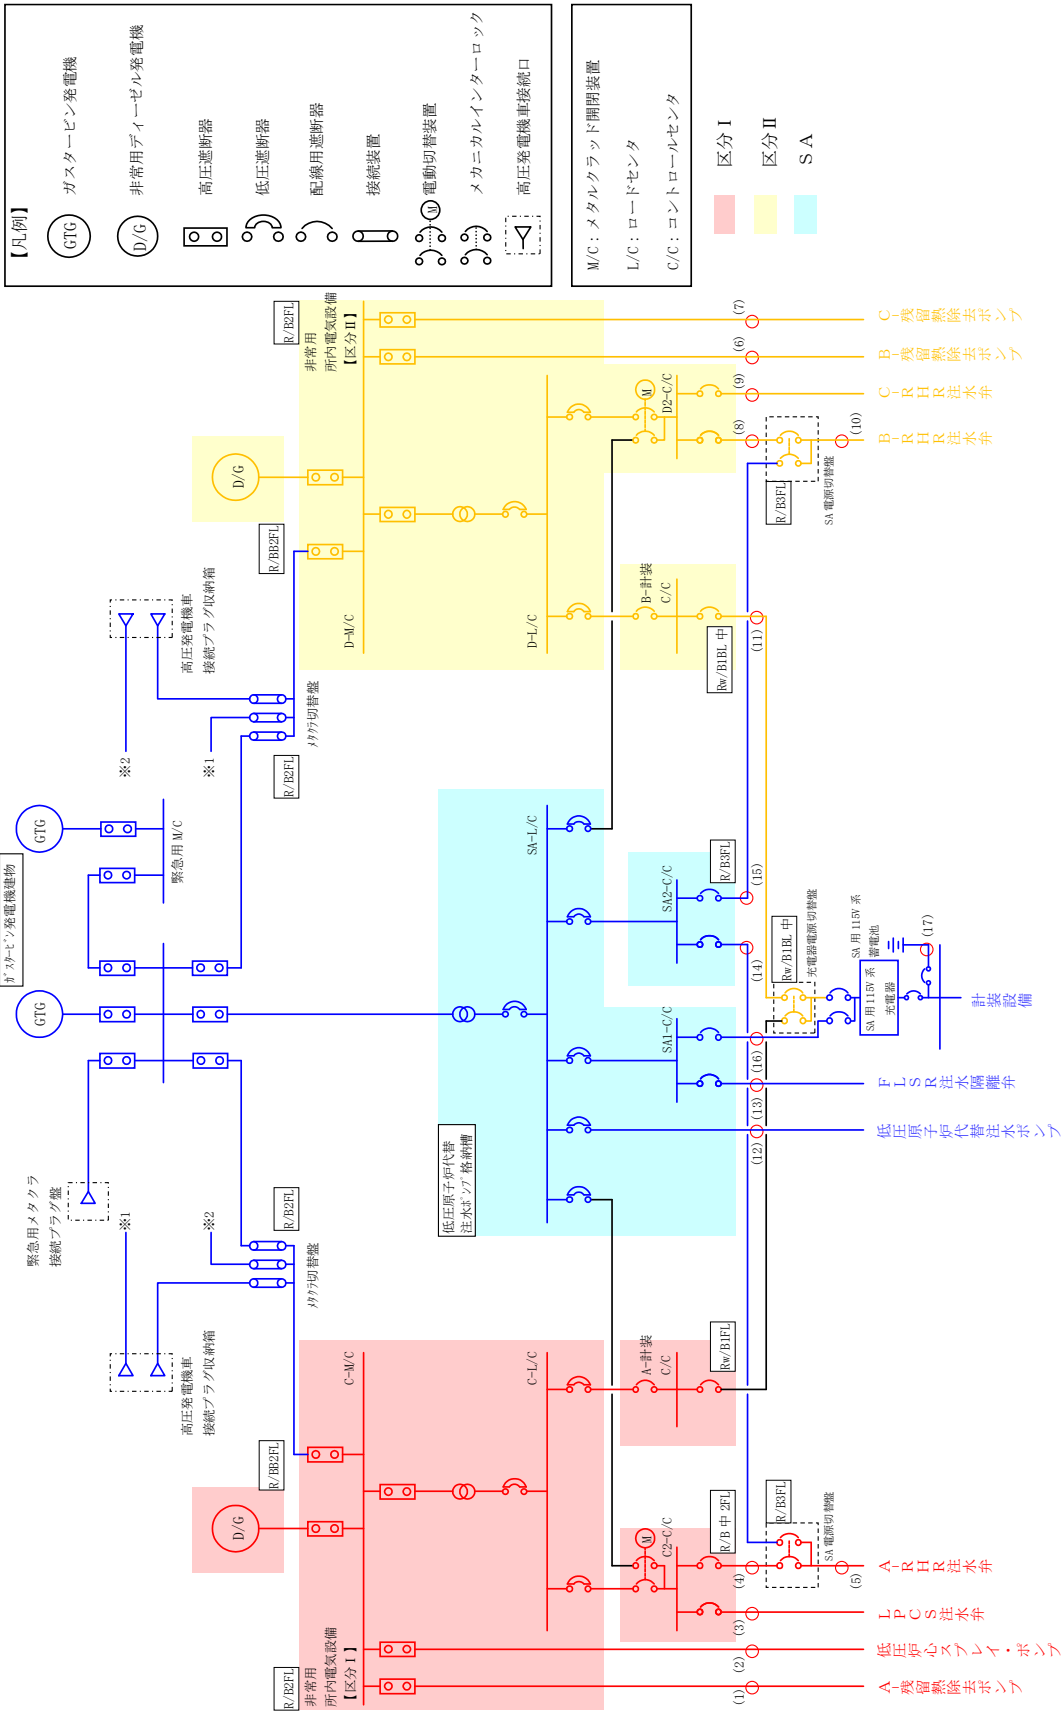 【凡例】
GTG
ガスタービン発電機
D/G
非常用ディーゼル発電機
高圧遮断器
低圧遮断器
配線用遮断器
接続装置
M
電動切替装置
メカニカルインターロック
高圧発電機車接続口
M/C：メタルクラッド開閉装置
L/C：ロードセンタ
C/C：コントロールセンタ
区分Ⅰ
区分Ⅱ
SA
ガスタービン発電機建物
GTG
GTG
緊急用 M/C
緊急用メタクラ
接続プラグ盤
※1
※2
高圧発電機車
接続プラグ収納箱
メタクラ切替盤
R/B2FL
R/BB2FL
D/G
R/B2FL
非常用
所内電気設備
【区分Ⅰ】
C-M/C
C-L/C
A-計装
C/C
Rw/B1FL
M
C2-C/C
R/B 中 2FL
R/B3FL
SA 電源切替盤
(1)
(2)
(3)
(4)
(5)
A-残留熱除去ポンプ
低圧炉心スプレイ・ポンプ
LPCS注水弁
A-RHR注水弁
低圧原子炉代替
注水ポンプ格納槽
SA-L/C
SA1-C/C
SA2-C/C
R/B3FL
(12)
(13)
(16)
(14)
(15)
低圧原子炉代替注水ポンプ
FLSR注水隔離弁
Rw/B1BL 中
充電器電源切替盤
SA 用 115V 系
充電器
SA 用 115V 系
蓄電池
(17)
計装設備
※2
※1
高圧発電機車
接続プラグ収納箱
メタクラ切替盤
R/B2FL
R/BB2FL
D/G
R/B2FL
非常用
所内電気設備
【区分Ⅱ】
D-M/C
D-L/C
B-計装
C/C
Rw/B1BL 中
(11)
M
D2-C/C
R/B3FL
SA 電源切替盤
(8)
(9)
(6)
(7)
(10)
B-RHR注水弁
C-RHR注水弁
B-残留熱除去ポンプ
C-残留熱除去ポンプ